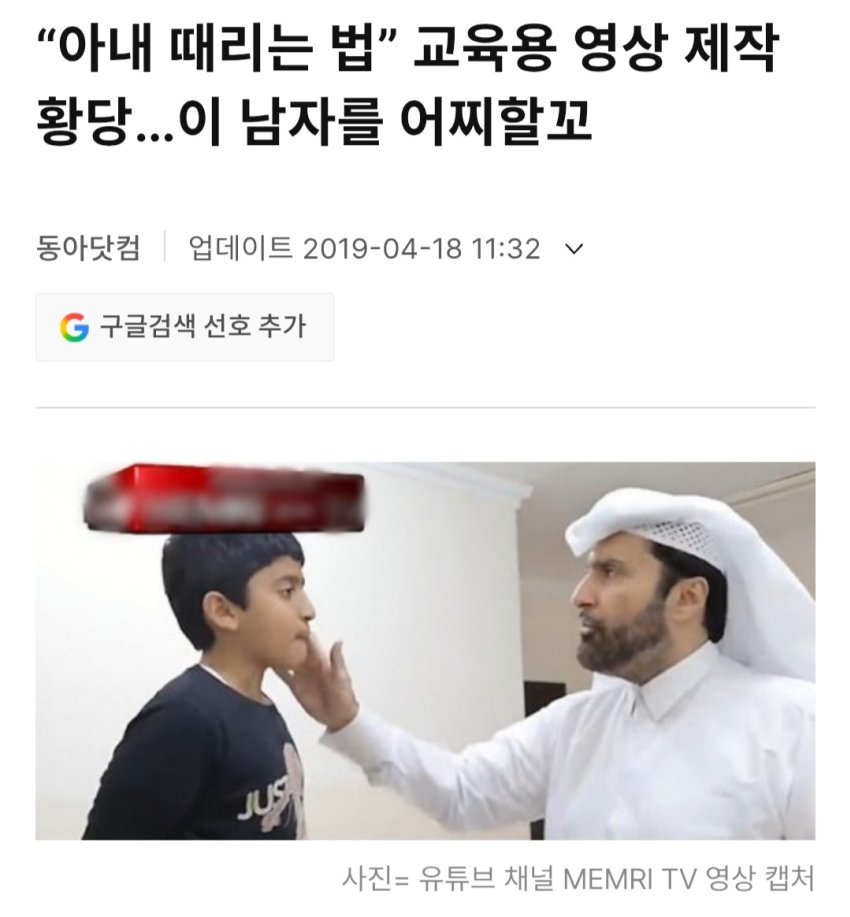 “아내 때리는 법” 교육용 영상 제작
황당…이 남자를 어찌할꼬
동아닷컴 업데이트 2019-04-18 11:32
구글검색 선호 추가
JUS
사진= 유튜브 채널 MEMRI TV 영상 캡처